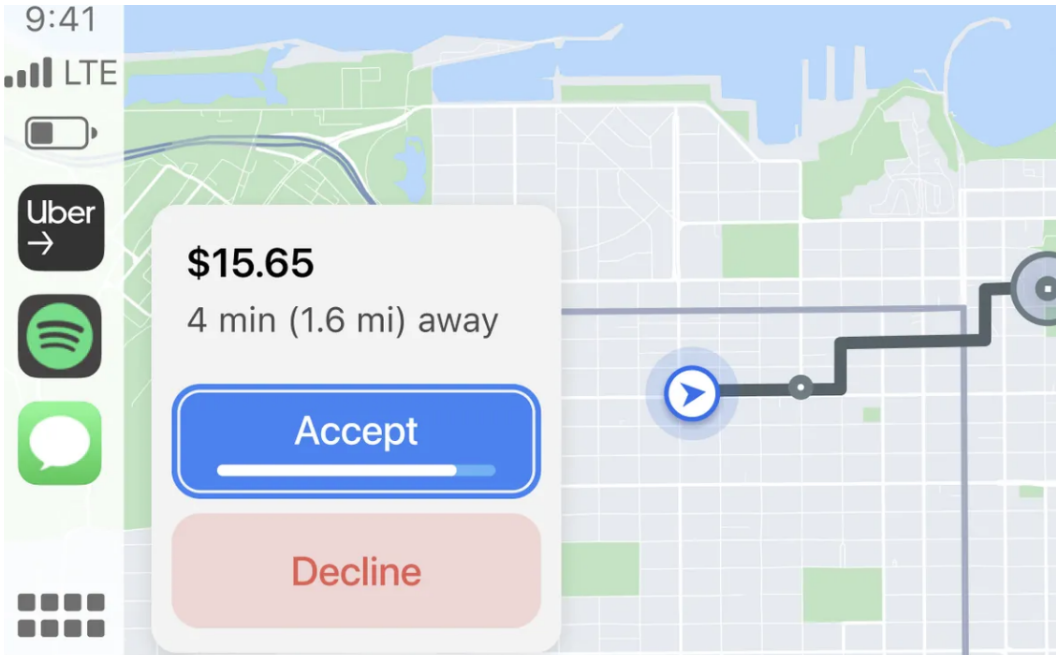 9:41
LTE
Uber
$15.65
4 min (1.6 mi) away
Accept
Decline